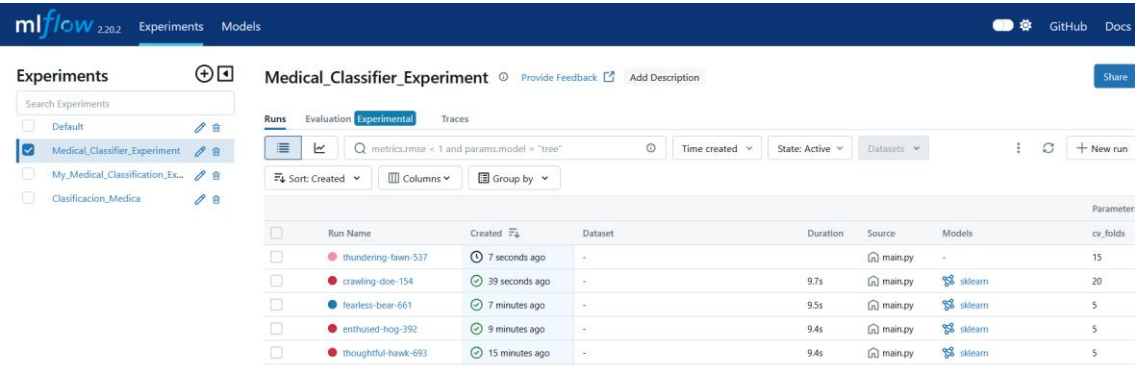 mlflow 2.20.2 Experiments Models GitHub Docs
Experiments
Search Experiments
Default
Medical_Classifier_Experiment
My_Medical_Classification_Ex...
Clasificacion_Medica
Medical_Classifier_Experiment Provide Feedback Add Description Share
Runs Evaluation Experimental Traces
metrics.rmse < 1 and params.model = "tree" Time created State: Active Datasets + New run
Sort: Created Columns Group by
Parameter
Run Name Created Dataset Duration Source Models cv_folds
thundering-fawn-537 7 seconds ago - main.py - 15
crawling-doe-154 39 seconds ago - 9.7s main.py sklearn 20
fearless-bear-661 7 minutes ago - 9.5s main.py sklearn 5
enthused-hog-392 9 minutes ago - 9.4s main.py sklearn 5
thoughtful-hawk-693 15 minutes ago - 9.4s main.py sklearn 5